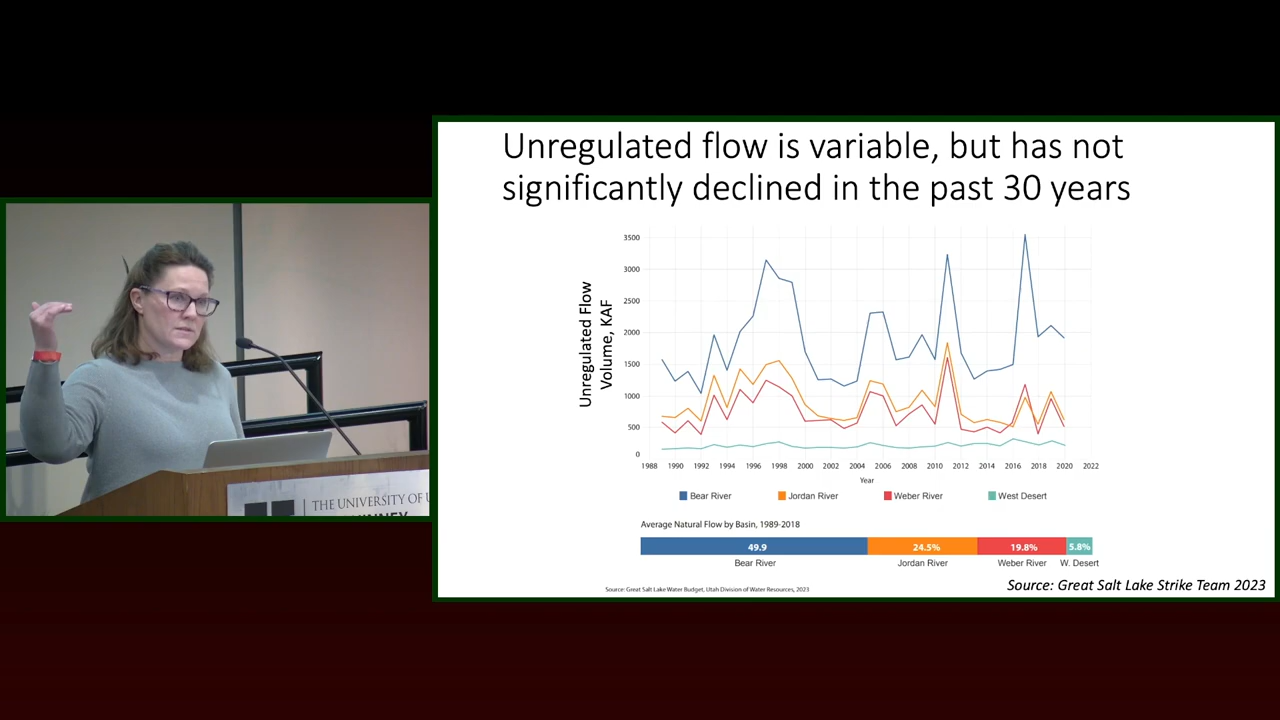 Unregulated flow is variable, but has not
significantly declined in the past 30 years
Unregulated Flow
Volume, KAF
3500
3000
2500
2000
1500
1000
500
0
1988 1990 1992 1994 1996 1998 2000 2002 2004 2006 2008 2010 2012 2014 2016 2018 2020 2022
Year
Bear River Jordan River Weber River West Desert
Average Natural Flow by Basin, 1989-2018
49.9 24.5% 19.8% 5.8%
Bear River Jordan River Weber River W. Desert
Source: Great Salt Lake Water Budget, Utah Division of Water Resources, 2023
Source: Great Salt Lake Strike Team 2023
THE UNIVERSITY OF U